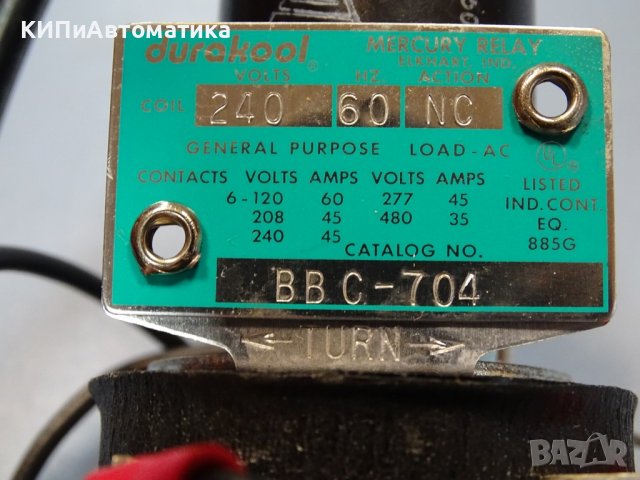 КИПиАвтоматика
durakool
MERCURY RELAY
ELKHART, IND.
VOLTS HZ. ACTION
COIL 240 60 NC
GENERAL PURPOSE LOAD-AC
CONTACTS VOLTS AMPS VOLTS AMPS
6-120 60 277 45
208 45 480 35
240 45
UL
LISTED
IND. CONT.
EQ.
885G
CATALOG NO.
BBC-704
← TURN →
BAZAR